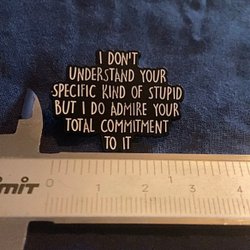 I DON'T
UNDERSTAND YOUR
SPECIFIC KIND OF STUPID
BUT I DO ADMIRE YOUR
TOTAL COMMITMENT
TO IT
1 2 3 4